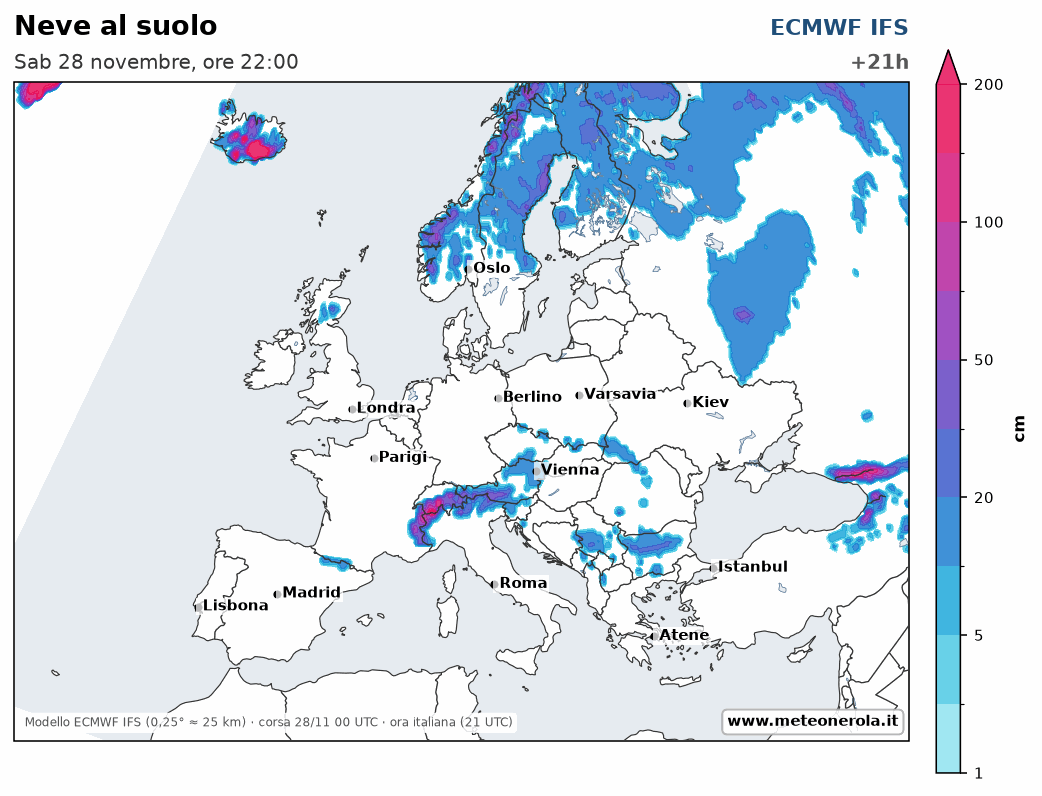 Neve al suolo
ECMWF IFS
Sab 28 novembre, ore 22:00
+21h
200
100
50
20
5
1
cm
Oslo
Londra
Berlino
Varsavia
Kiev
Parigi
Vienna
Istanbul
Roma
Madrid
Lisbona
Atene
Modello ECMWF IFS (0,25° ≈ 25 km) · corsa 28/11 00 UTC · ora italiana (21 UTC)
www.meteonerola.it